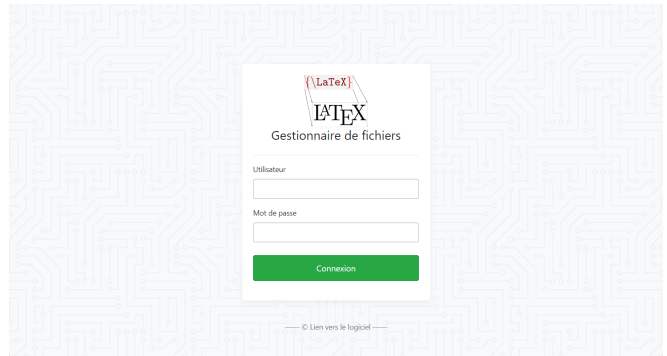 {\LaTeX}
LATEX
Gestionnaire de fichiers
Utilisateur
Mot de passe
Connexion
—— © Lien vers le logiciel ——